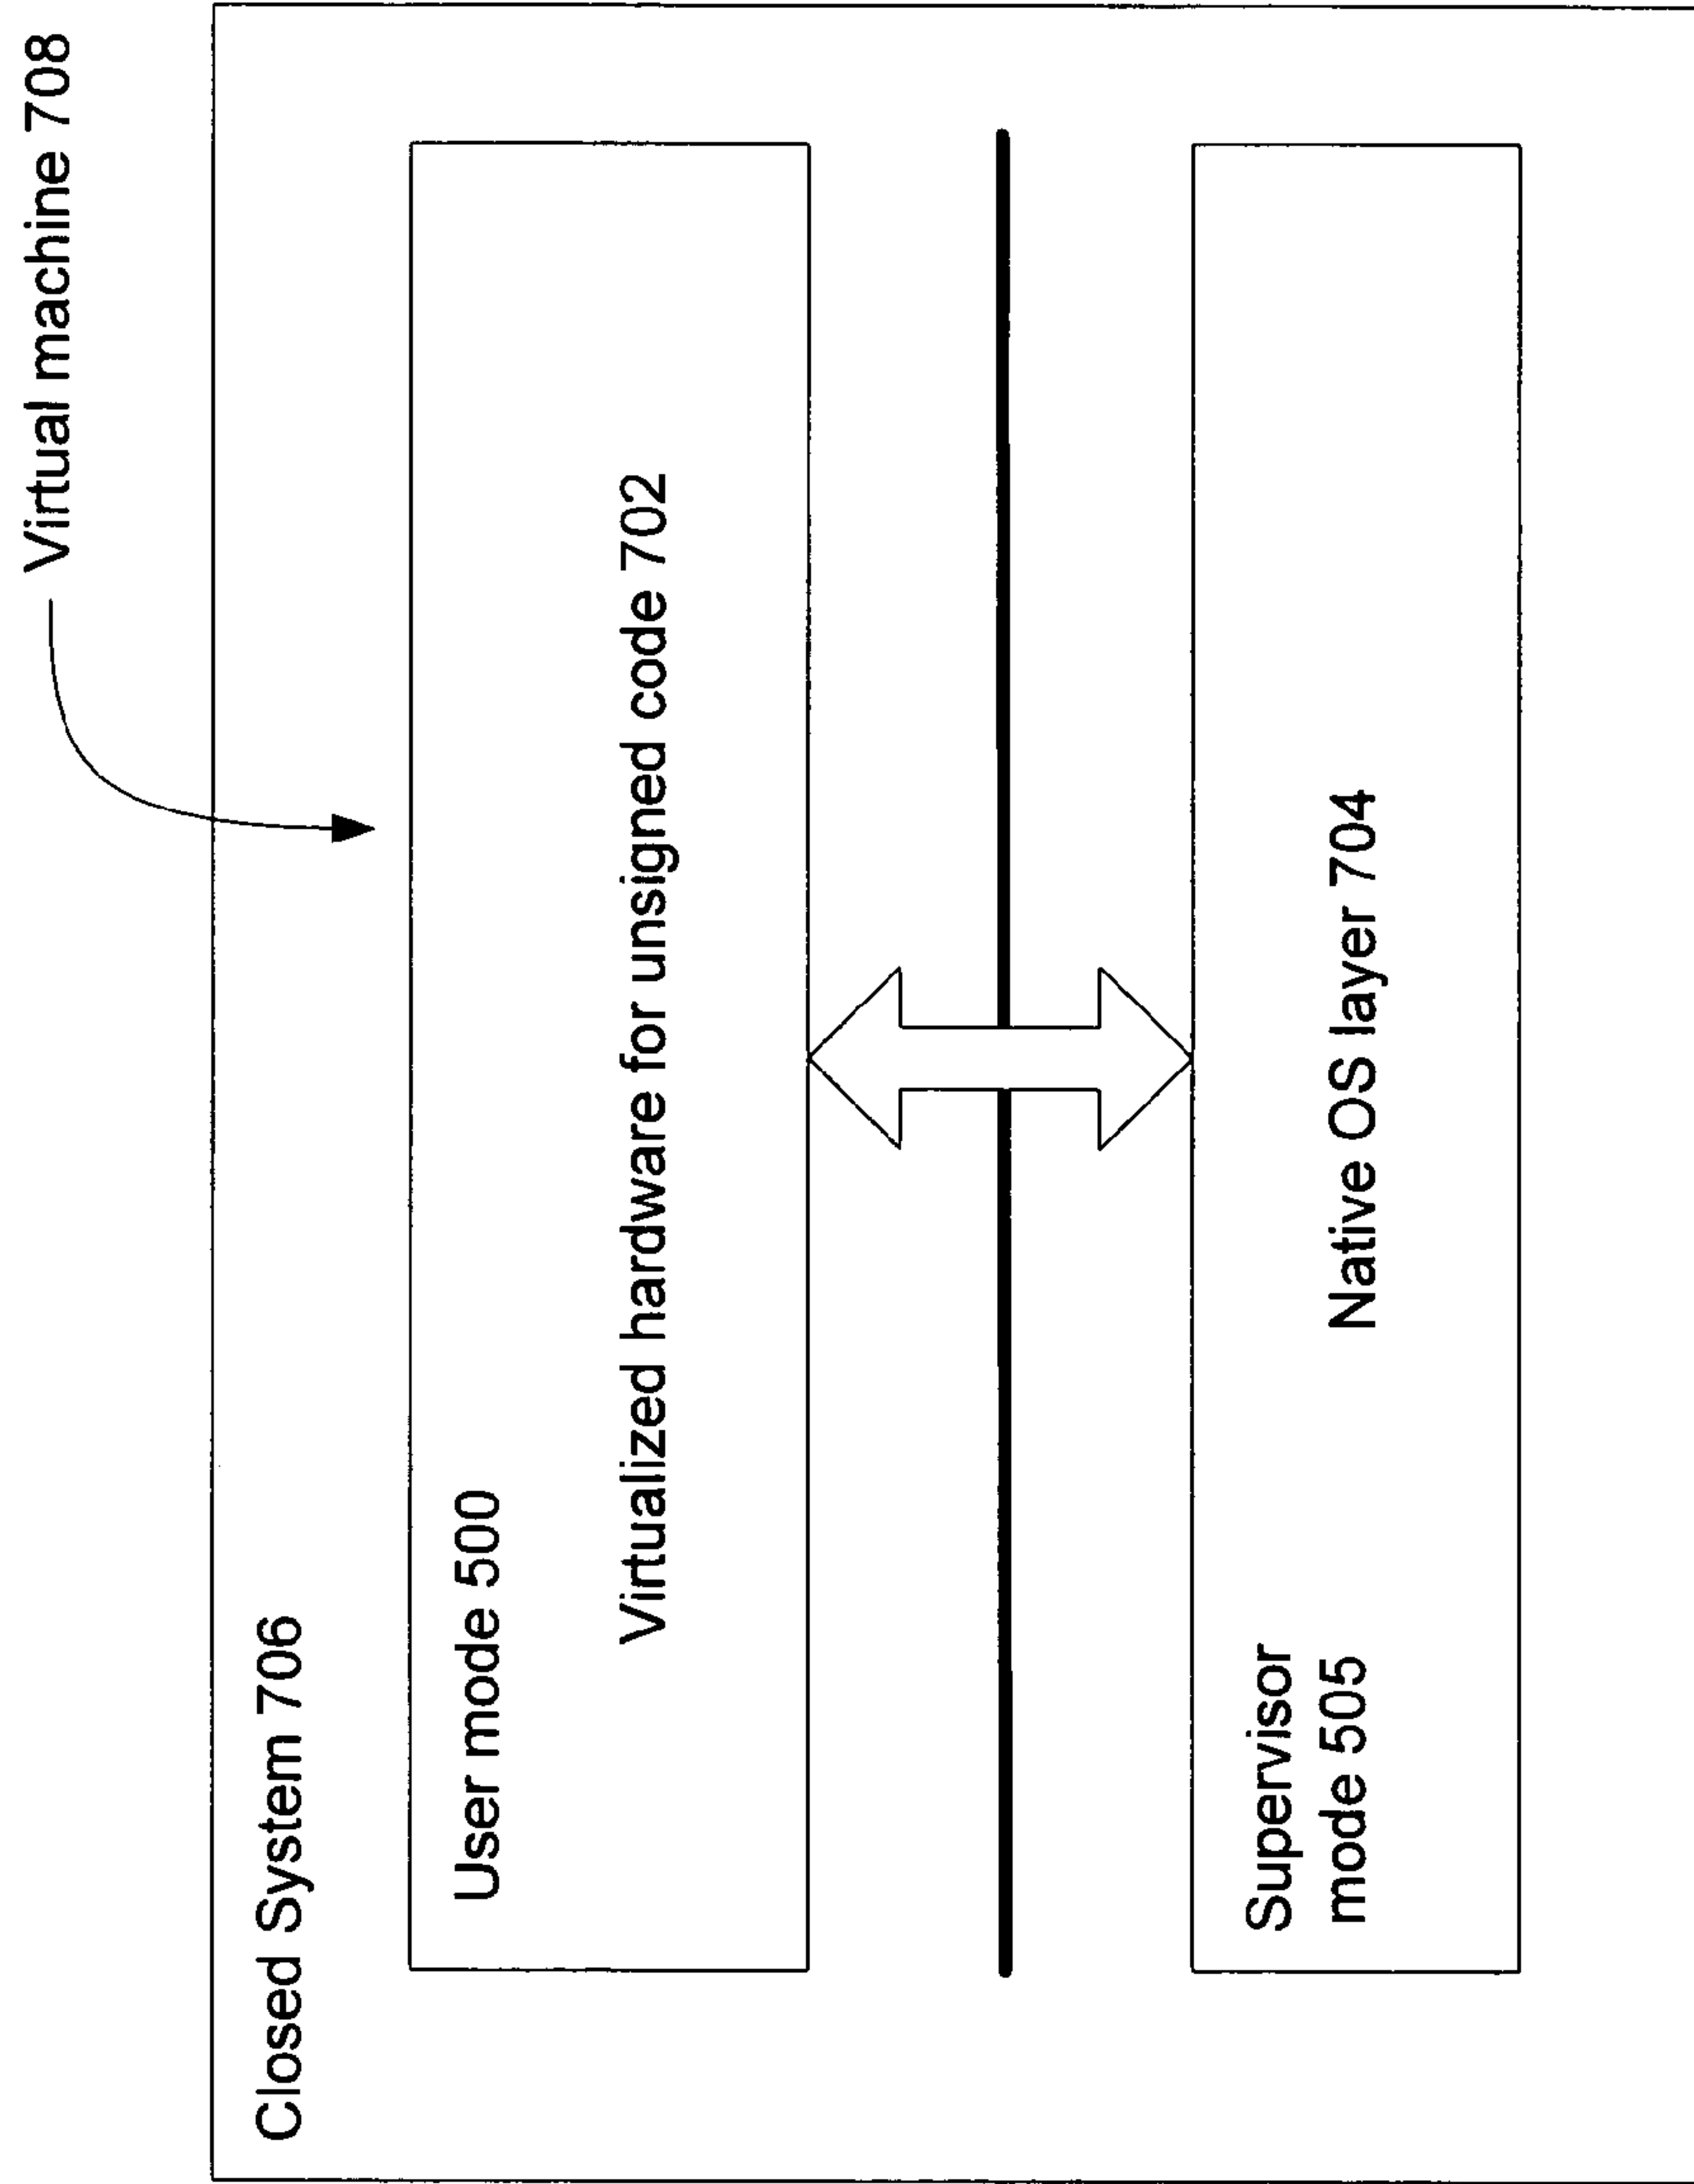 Virtual machine 708
Closed System 706
User mode 500
Virtualized hardware for unsigned code 702
Supervisor
mode 505
Native OS layer 704